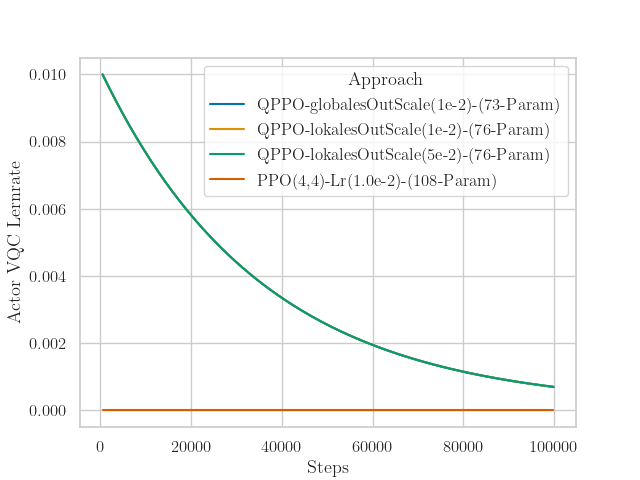 Approach
QPPO-globalesOutScale(1e-2)-(73-Param)
QPPO-lokalesOutScale(1e-2)-(76-Param)
QPPO-lokalesOutScale(5e-2)-(76-Param)
PPO(4,4)-Lr(1.0e-2)-(108-Param)
Actor VQC Lernrate
0.010
0.008
0.006
0.004
0.002
0.000
0 20000 40000 60000 80000 100000
Steps